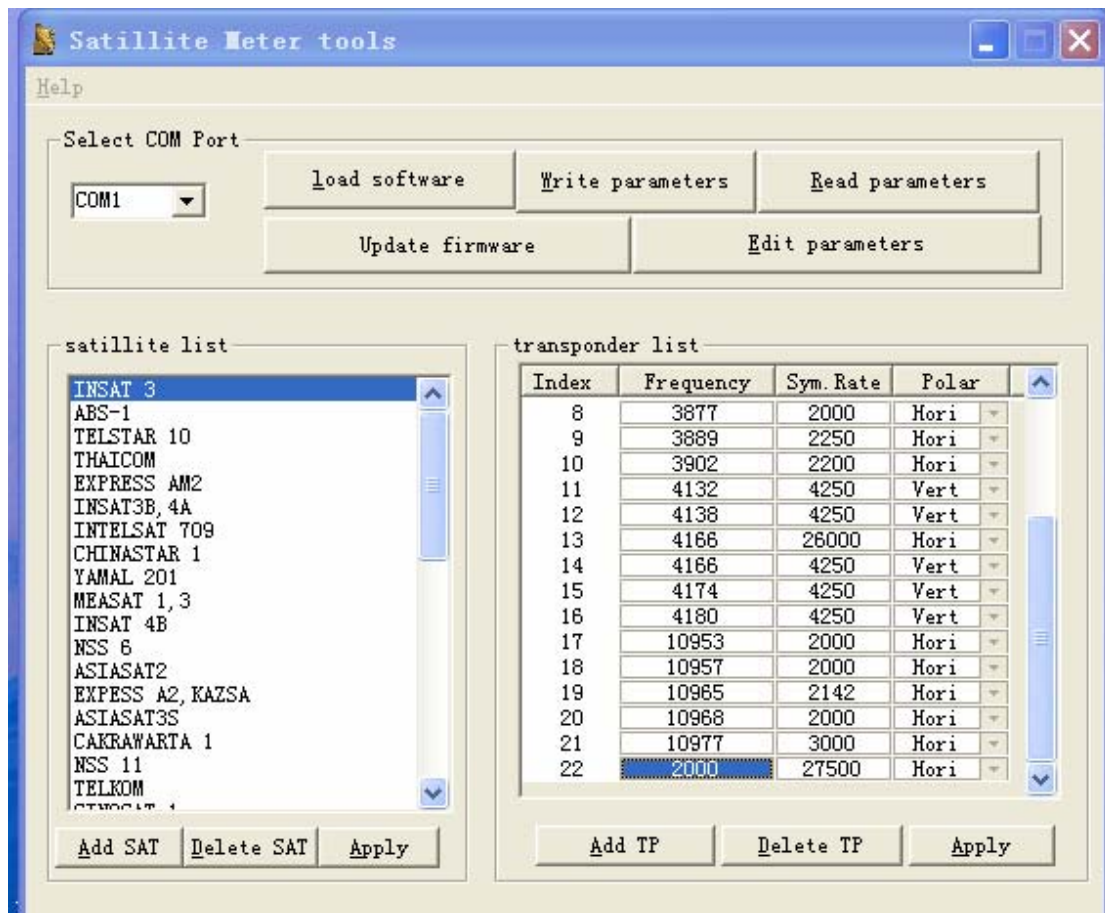 Satillite Meter tools
Help
Select COM Port
COM1
load software
Write parameters
Read parameters
Update firmware
Edit parameters
satillite list
INSAT 3
ABS-1
TELSTAR 10
THAICOM
EXPRESS AM2
INSAT3B, 4A
INTELSAT 709
CHINASTAR 1
YAMAL 201
MEASAT 1,3
INSAT 4B
NSS 6
ASIASAT2
EXPESS A2, KAZSA
ASIASAT3S
CAKRAWARTA 1
NSS 11
TELKOM
Add SAT Delete SAT Apply
transponder list
Index Frequency Sym. Rate Polar
8 3877 2000 Hori
9 3889 2250 Hori
10 3902 2200 Hori
11 4132 4250 Vert
12 4138 4250 Vert
13 4166 26000 Hori
14 4166 4250 Vert
15 4174 4250 Vert
16 4180 4250 Vert
17 10953 2000 Hori
18 10957 2000 Hori
19 10965 2142 Hori
20 10968 2000 Hori
21 10977 3000 Hori
22 2000 27500 Hori
Add TP Delete TP Apply